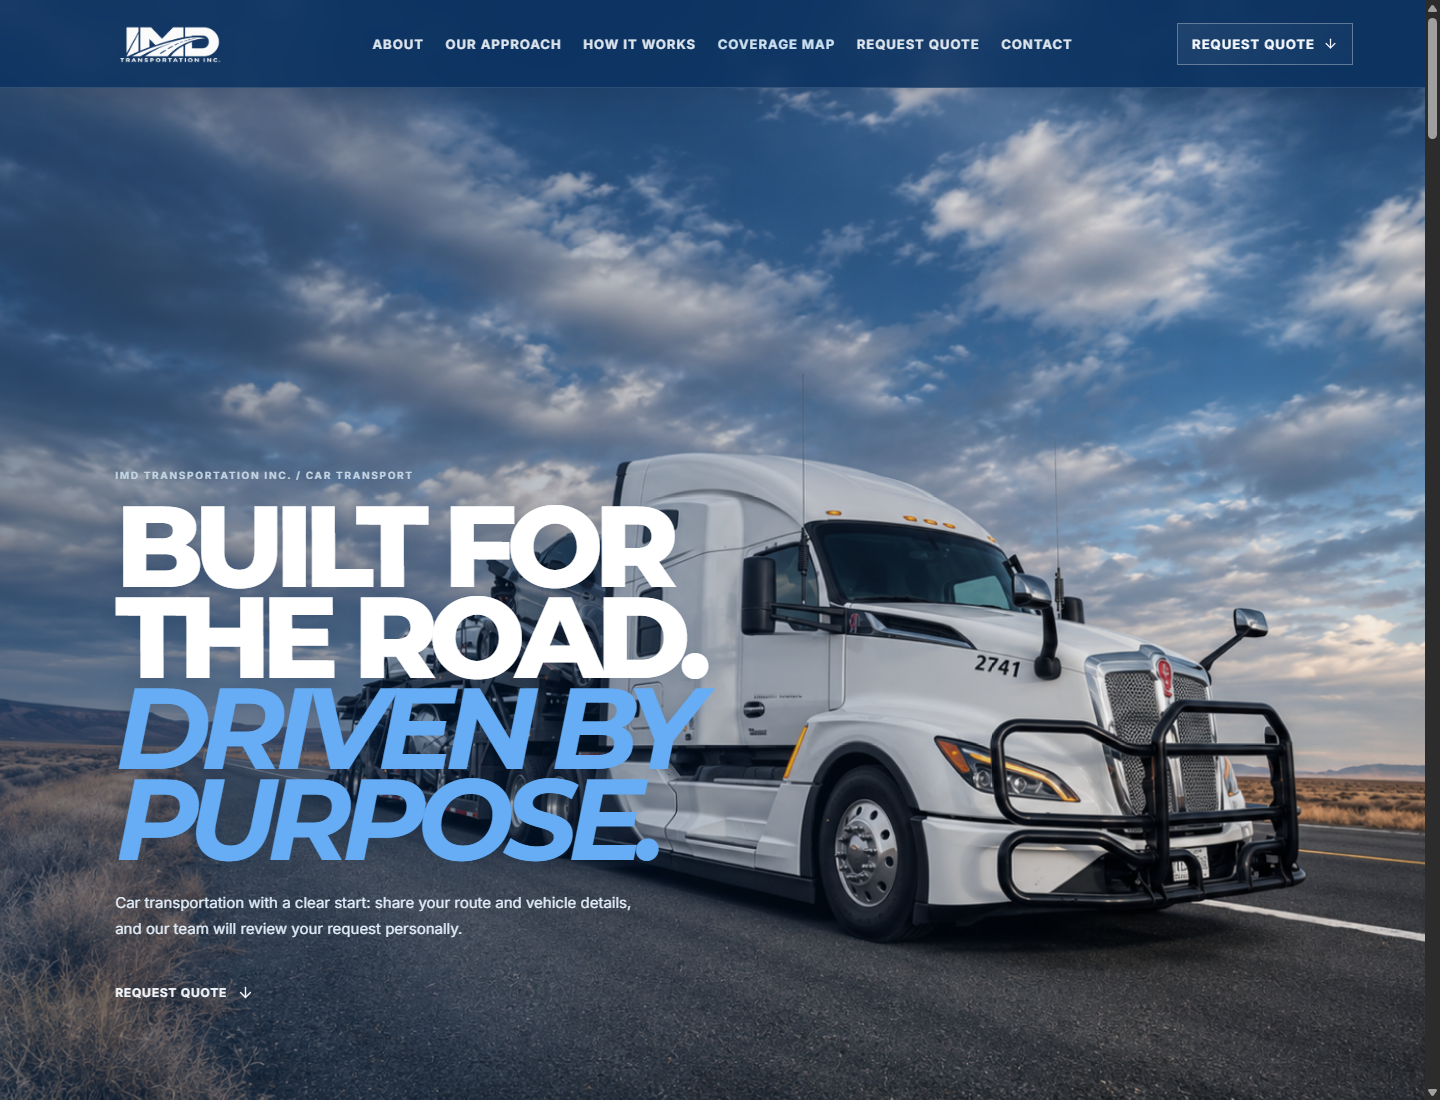 IMD
TRANSPORTATION INC.
ABOUT
OUR APPROACH
HOW IT WORKS
COVERAGE MAP
REQUEST QUOTE
CONTACT
REQUEST QUOTE
IMD TRANSPORTATION INC. / CAR TRANSPORT
BUILT FOR
THE ROAD.
DRIVEN BY
PURPOSE.
2741
Car transportation with a clear start: share your route and vehicle details,
and our team will review your request personally.
REQUEST QUOTE